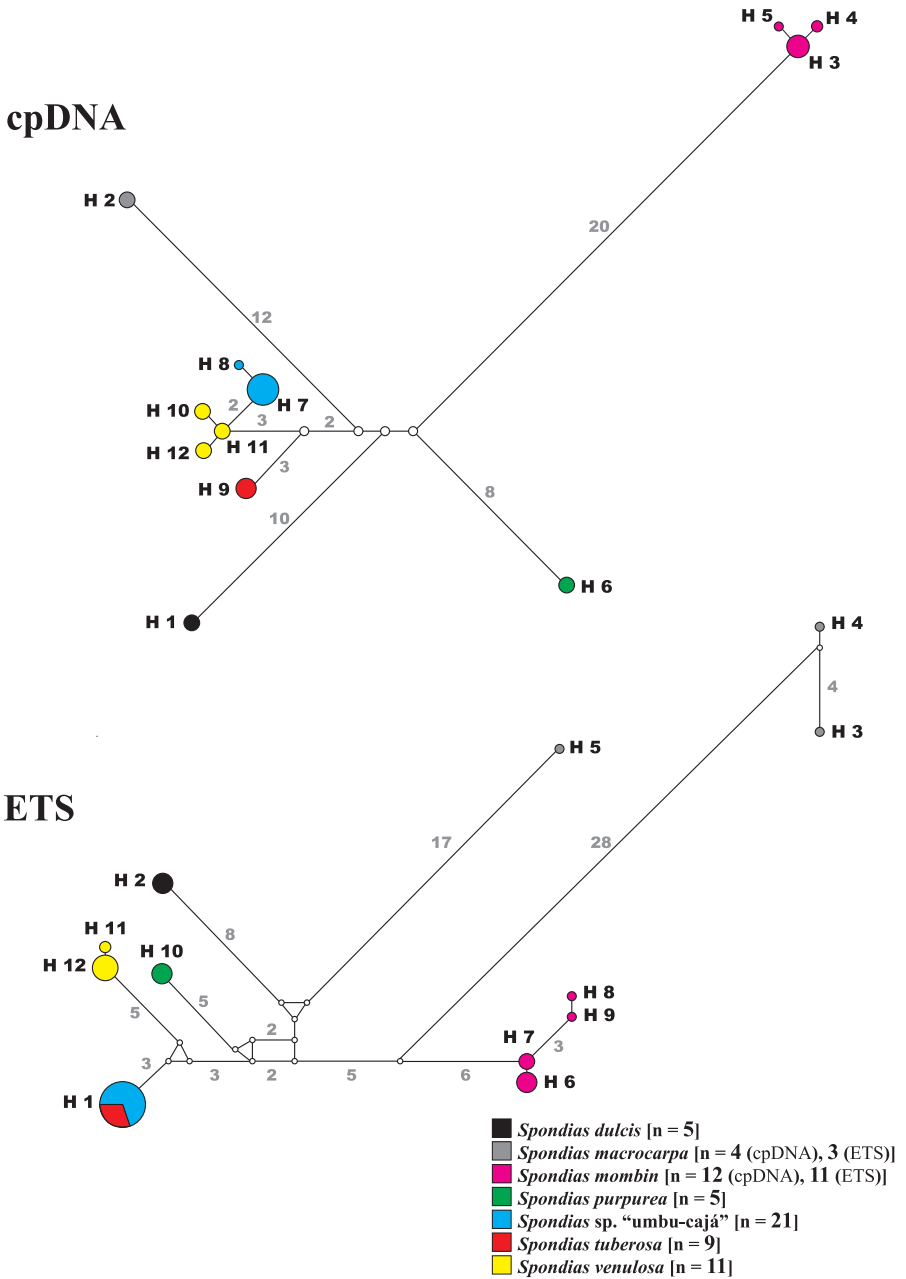 H 5
H 4
H 3
cpDNA
H 2
20
12
H 8
H 7
H 10
2
3
2
H 11
H 12
3
H 9
8
10
H 6
H 1
H 4
4
H 3
H 5
ETS
17
28
H 2
8
H 11
H 10
H 12
5
5
H 8
H 9
2
H 7
3
3
3
2
5
6
H 6
H 1
Spondias dulcis [n = 5]
Spondias macrocarpa [n = 4 (cpDNA), 3 (ETS)]
Spondias mombin [n = 12 (cpDNA), 11 (ETS)]
Spondias purpurea [n = 5]
Spondias sp. “umbu-cajá” [n = 21]
Spondias tuberosa [n = 9]
Spondias venulosa [n = 11]